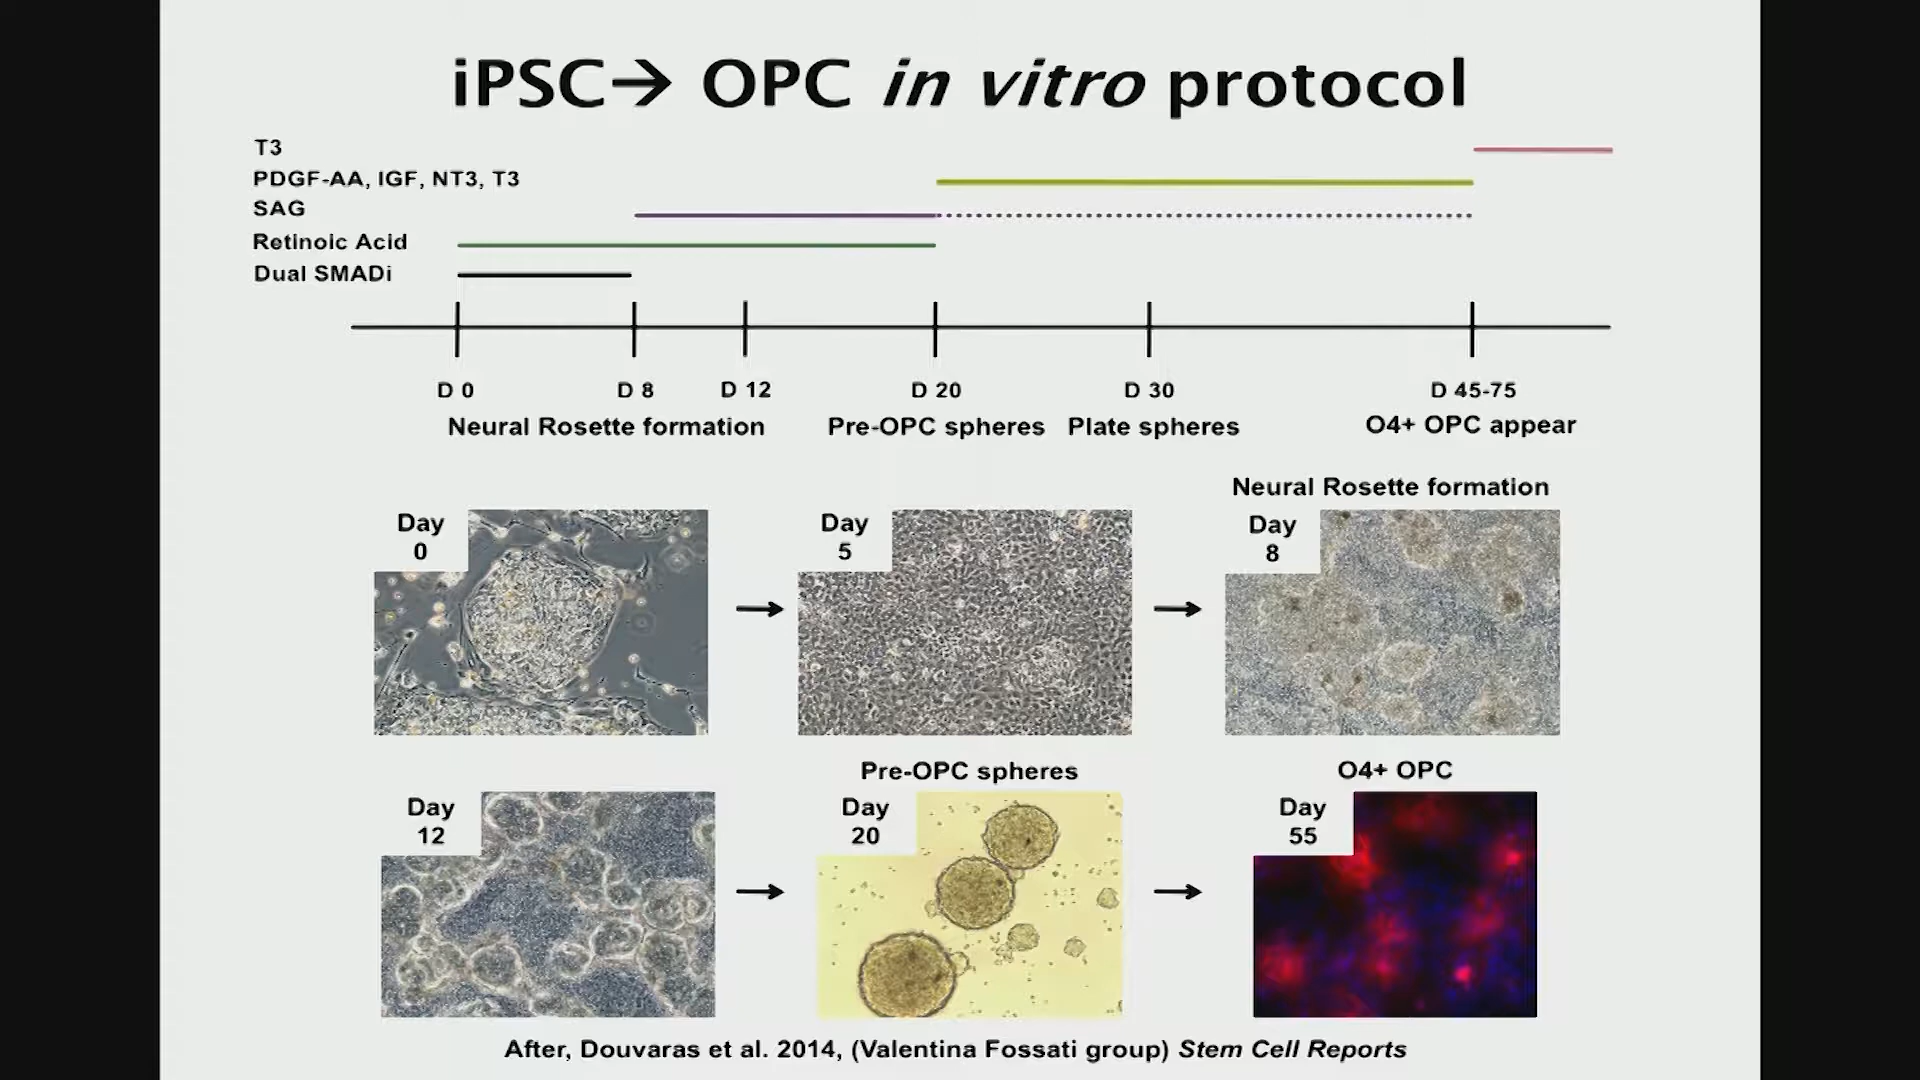 iPSC→ OPC in vitro protocol
T3
PDGF-AA, IGF, NT3, T3
SAG
Retinoic Acid
Dual SMADi
D 0
D 8
D 12
D 20
D 30
D 45-75
Neural Rosette formation
Pre-OPC spheres
Plate spheres
O4+ OPC appear
Day
0
Day
5
Neural Rosette formation
Day
8
Day
12
Pre-OPC spheres
Day
20
O4+ OPC
Day
55
After, Douvaras et al. 2014, (Valentina Fossati group) Stem Cell Reports